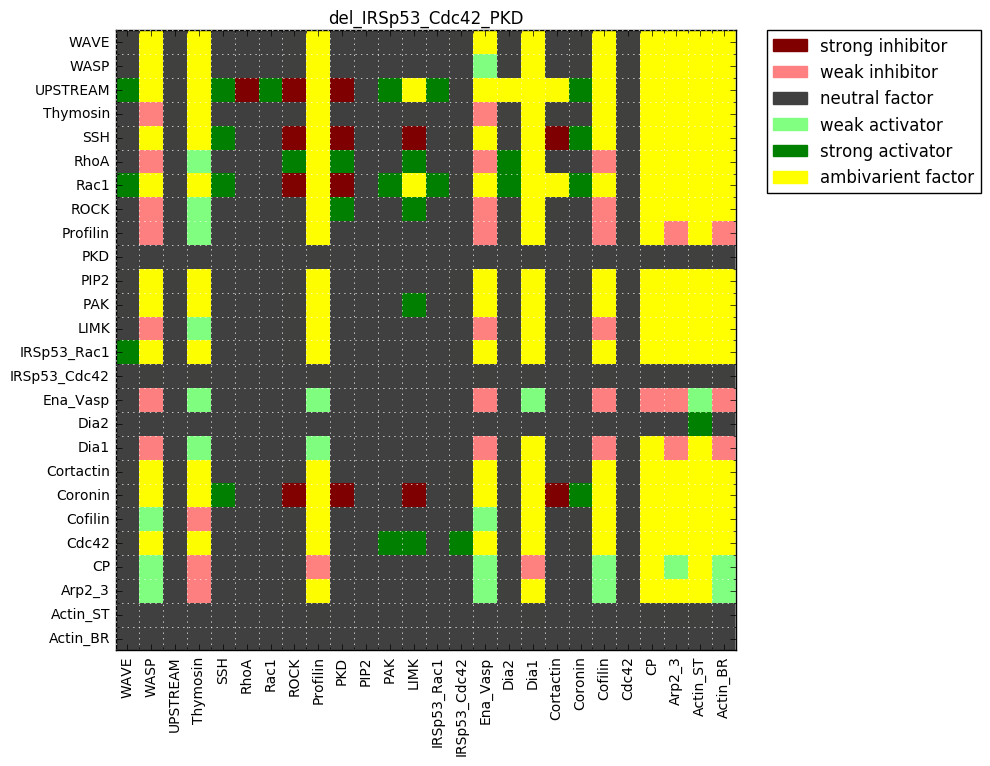 del_IRSp53_Cdc42_PKD
WAVE
WASP
UPSTREAM
Thymosin
SSH
RhoA
Rac1
ROCK
Profilin
PKD
PIP2
PAK
LIMK
IRSp53_Rac1
IRSp53_Cdc42
Ena_Vasp
Dia2
Dia1
Cortactin
Coronin
Cofilin
Cdc42
CP
Arp2_3
Actin_ST
Actin_BR
WAVE
WASP
UPSTREAM
Thymosin
SSH
RhoA
Rac1
ROCK
Profilin
PKD
PIP2
PAK
LIMK
IRSp53_Rac1
IRSp53_Cdc42
Ena_Vasp
Dia2
Dia1
Cortactin
Coronin
Cofilin
Cdc42
CP
Arp2_3
Actin_ST
Actin_BR
strong inhibitor
weak inhibitor
neutral factor
weak activator
strong activator
ambivarient factor